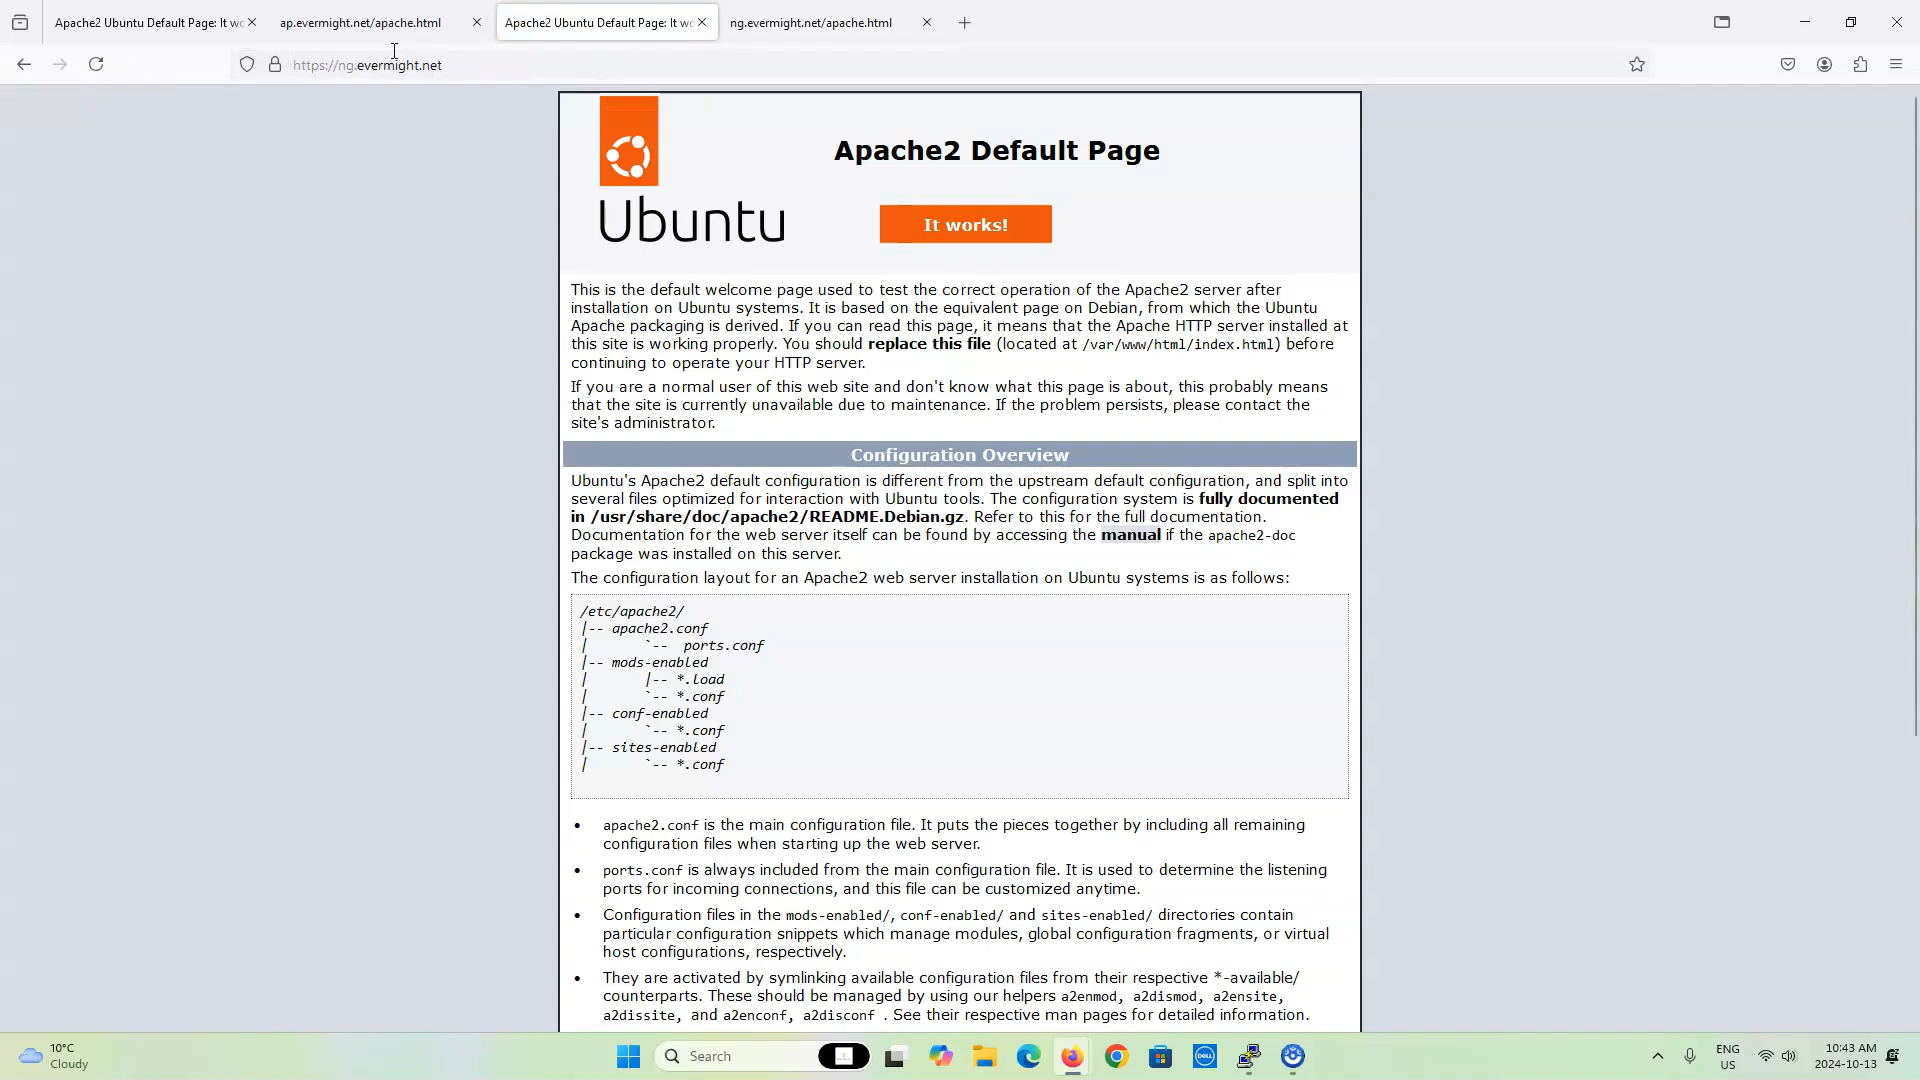 Apache2 Ubuntu Default Page: It wo
ap.evermight.net/apache.html
Apache2 Ubuntu Default Page: It wo
ng.evermight.net/apache.html
https://ng.evermight.net
Apache2 Default Page
Ubuntu
It works!
This is the default welcome page used to test the correct operation of the Apache2 server after
installation on Ubuntu systems. It is based on the equivalent page on Debian, from which the Ubuntu
Apache packaging is derived. If you can read this page, it means that the Apache HTTP server installed at
this site is working properly. You should replace this file (located at /var/www/html/index.html) before
continuing to operate your HTTP server.
If you are a normal user of this web site and don't know what this page is about, this probably means
that the site is currently unavailable due to maintenance. If the problem persists, please contact the
site's administrator.
Configuration Overview
Ubuntu's Apache2 default configuration is different from the upstream default configuration, and split into
several files optimized for interaction with Ubuntu tools. The configuration system is fully documented
in /usr/share/doc/apache2/README.Debian.gz. Refer to this for the full documentation.
Documentation for the web server itself can be found by accessing the manual if the apache2-doc
package was installed on this server.
The configuration layout for an Apache2 web server installation on Ubuntu systems is as follows:
/etc/apache2/
|-- apache2.conf
|       `--  ports.conf
|-- mods-enabled
|       |-- *.load
|       `-- *.conf
|-- conf-enabled
|       `-- *.conf
|-- sites-enabled
|       `-- *.conf
• apache2.conf is the main configuration file. It puts the pieces together by including all remaining
configuration files when starting up the web server.
• ports.conf is always included from the main configuration file. It is used to determine the listening
ports for incoming connections, and this file can be customized anytime.
• Configuration files in the mods-enabled/, conf-enabled/ and sites-enabled/ directories contain
particular configuration snippets which manage modules, global configuration fragments, or virtual
host configurations, respectively.
• They are activated by symlinking available configuration files from their respective *-available/
counterparts. These should be managed by using our helpers a2enmod, a2dismod, a2ensite,
a2dissite, and a2enconf, a2disconf . See their respective man pages for detailed information.
10°C
Cloudy
Search
DELL
ENG
US
10:43 AM
2024-10-13